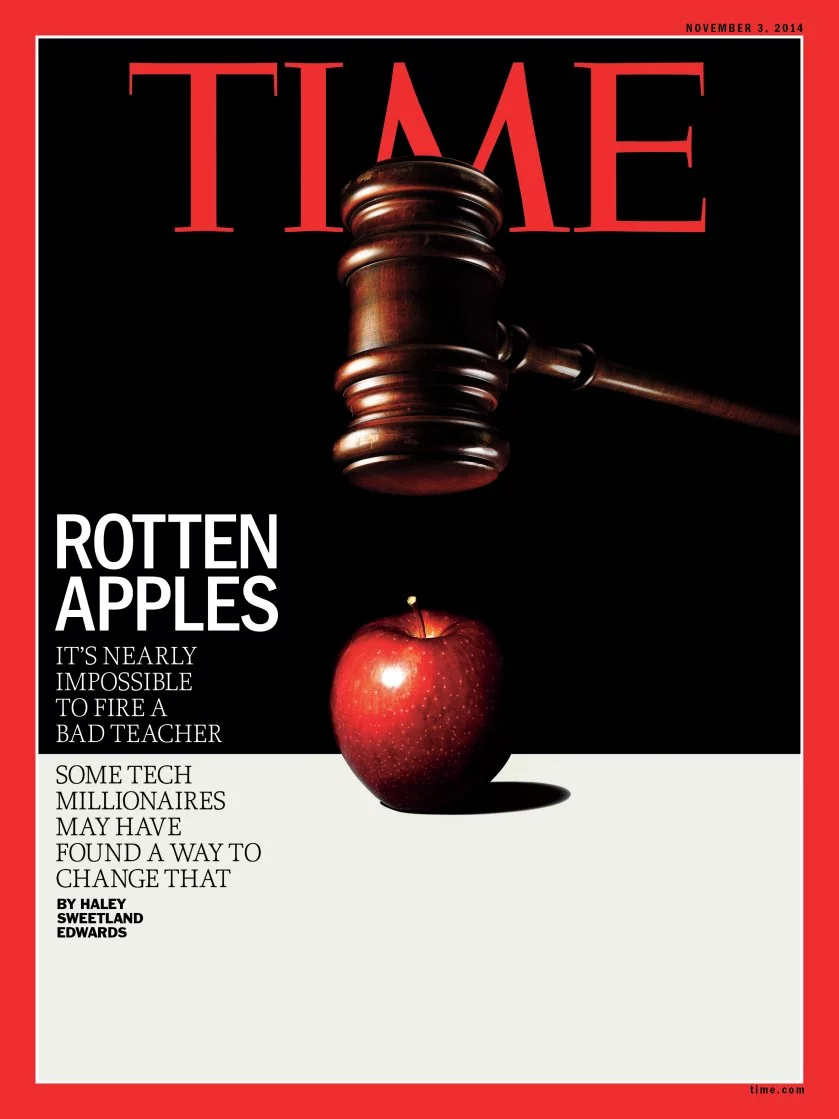 NOVEMBER 3, 2014
TIME
ROTTEN
APPLES
IT'S NEARLY
IMPOSSIBLE
TO FIRE A
BAD TEACHER
SOME TECH
MILLIONAIRES
MAY HAVE
FOUND A WAY TO
CHANGE THAT
BY HALEY
SWEETLAND
EDWARDS
time.com